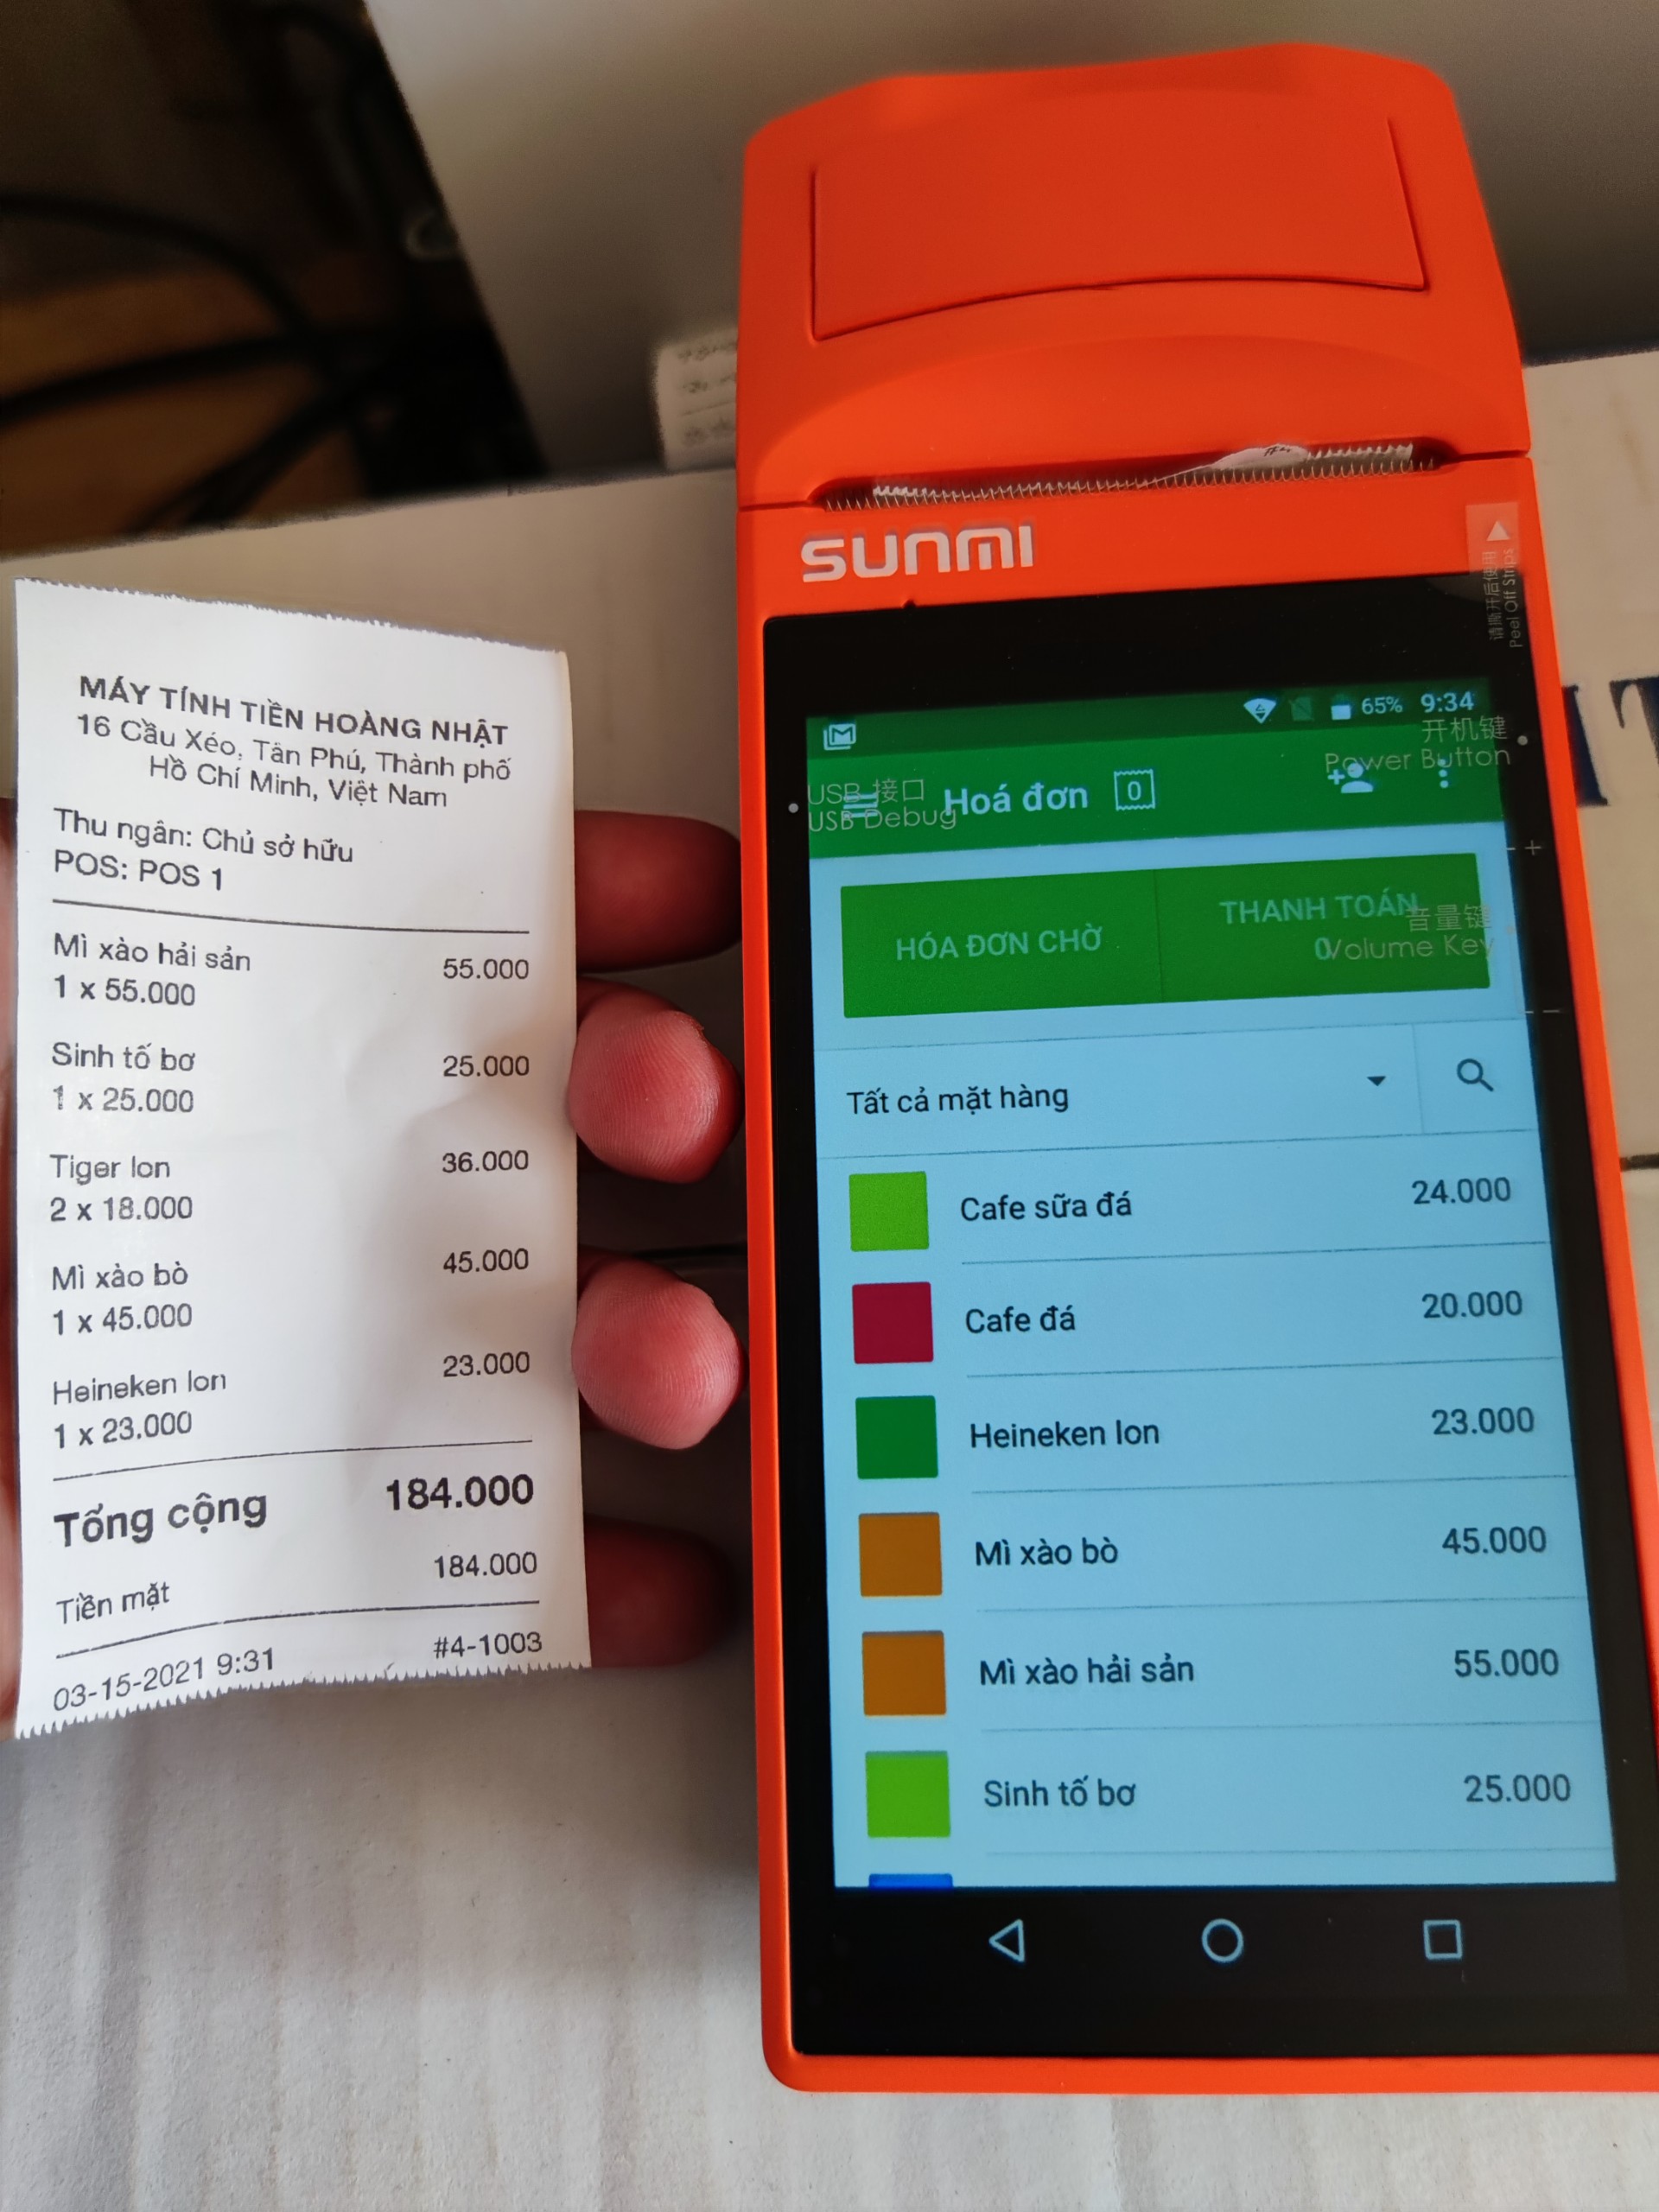 MÁY TÍNH TIỀN HOÀNG NHẬT
16 Cầu Xéo, Tân Phú, Thành phố
Hồ Chí Minh, Việt Nam
Thu ngân: Chủ sở hữu
POS: POS 1
Mì xào hải sản 55.000
1 x 55.000
Sinh tố bơ 25.000
1 x 25.000
Tiger lon 36.000
2 x 18.000
Mì xào bò 45.000
1 x 45.000
Heineken lon 23.000
1 x 23.000
Tổng cộng 184.000
Tiền mặt 184.000
03-15-2021 9:31 #4-1003
sunmi
请撕开后使用
Peel Off Strips
65% 9:34
开机键
Power Button
USB 接口
USB Debug
Hoá đơn 0
HÓA ĐƠN CHỜ
THANH TOÁN
0
音量键
Volume Key
Tất cả mặt hàng
Cafe sữa đá 24.000
Cafe đá 20.000
Heineken lon 23.000
Mì xào bò 45.000
Mì xào hải sản 55.000
Sinh tố bơ 25.000